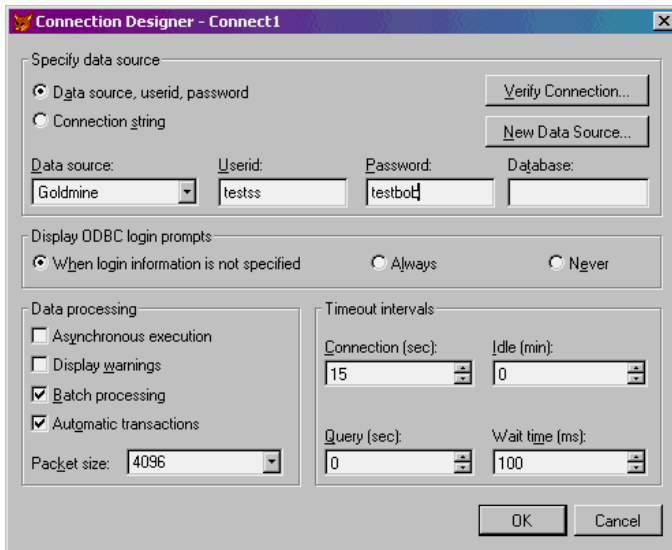 Connection Designer - Connect1
Specify data source
Data source, userid, password
Verify Connection...
Connection string
New Data Source...
Data source:
Userid:
Password:
Database:
Goldmine
testss
testbot
Display ODBC login prompts
When login information is not specified
Always
Never
Data processing
Asynchronous execution
Display warnings
Batch processing
Automatic transactions
Packet size:
4096
Timeout intervals
Connection (sec):
Idle (min):
15
0
Query (sec):
Wait time (ms):
0
100
OK
Cancel